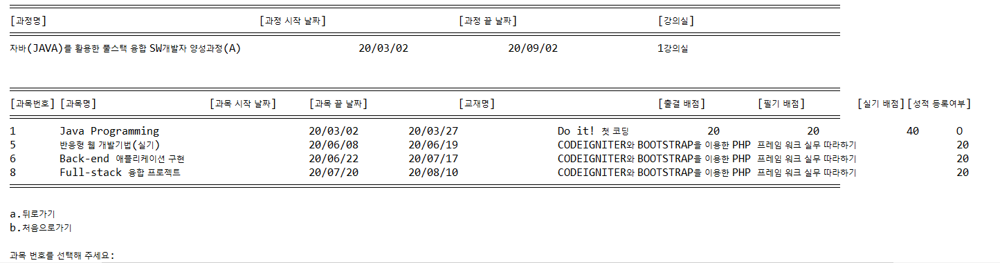 [과정명] [과정 시작 날짜] [과정 끝 날짜] [강의실]
자바(JAVA)를 활용한 풀스택 융합 SW개발자 양성과정(A) 20/03/02 20/09/02 1강의실
[과목번호] [과목명] [과목 시작 날짜] [과목 끝 날짜] [교재명] [출결 배점] [필기 배점] [실기 배점] [성적 등록여부]
1 Java Programming 20/03/02 20/03/27 Do it! 첫 코딩 20 20 40 O
5 반응형 웹 개발기법(실기) 20/06/08 20/06/19 CODEIGNITER와 BOOTSTRAP을 이용한 PHP 프레임 워크 실무 따라하기 20
6 Back-end 애플리케이션 구현 20/06/22 20/07/17 CODEIGNITER와 BOOTSTRAP을 이용한 PHP 프레임 워크 실무 따라하기 20
8 Full-stack 융합 프로젝트 20/07/20 20/08/10 CODEIGNITER와 BOOTSTRAP을 이용한 PHP 프레임 워크 실무 따라하기 20
a.뒤로가기
b.처음으로가기
과목 번호를 선택해 주세요: